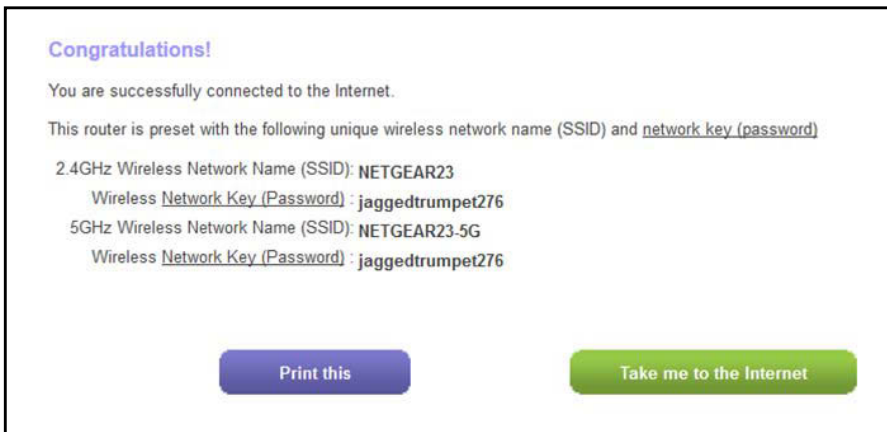 Congratulations!
You are successfully connected to the Internet.
This router is preset with the following unique wireless network name (SSID) and network key (password)
2.4GHz Wireless Network Name (SSID): NETGEAR23
Wireless Network Key (Password) : jaggedtrumpet276
5GHz Wireless Network Name (SSID): NETGEAR23-5G
Wireless Network Key (Password) : jaggedtrumpet276
Print this Take me to the Internet